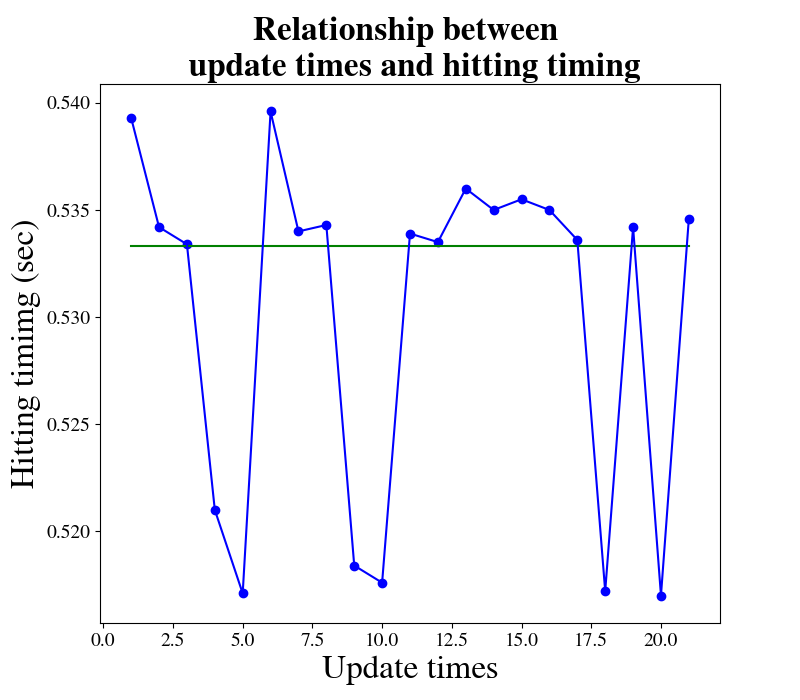 Relationship between
update times and hitting timing
0.540
0.535
0.530
0.525
0.520
Hitting timimg (sec)
0.0 2.5 5.0 7.5 10.0 12.5 15.0 17.5 20.0
Update times